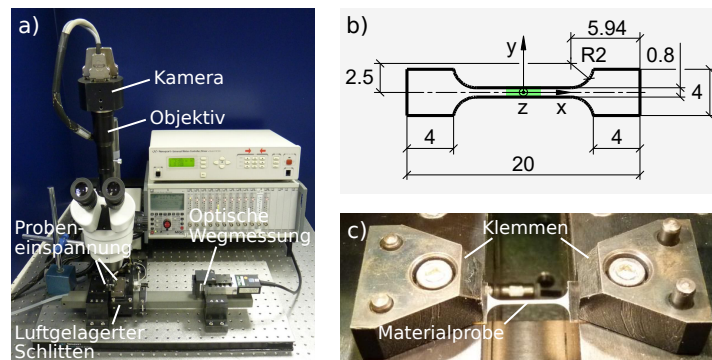 a)
Kamera
Objektiv
Proben-
einspannung
Optische
Wegmessung
Luftgelagerter
Schlitten
b)
5.94
y
R2
0.8
2.5
4
z
x
4
4
20
c)
Klemmen
Materialprobe